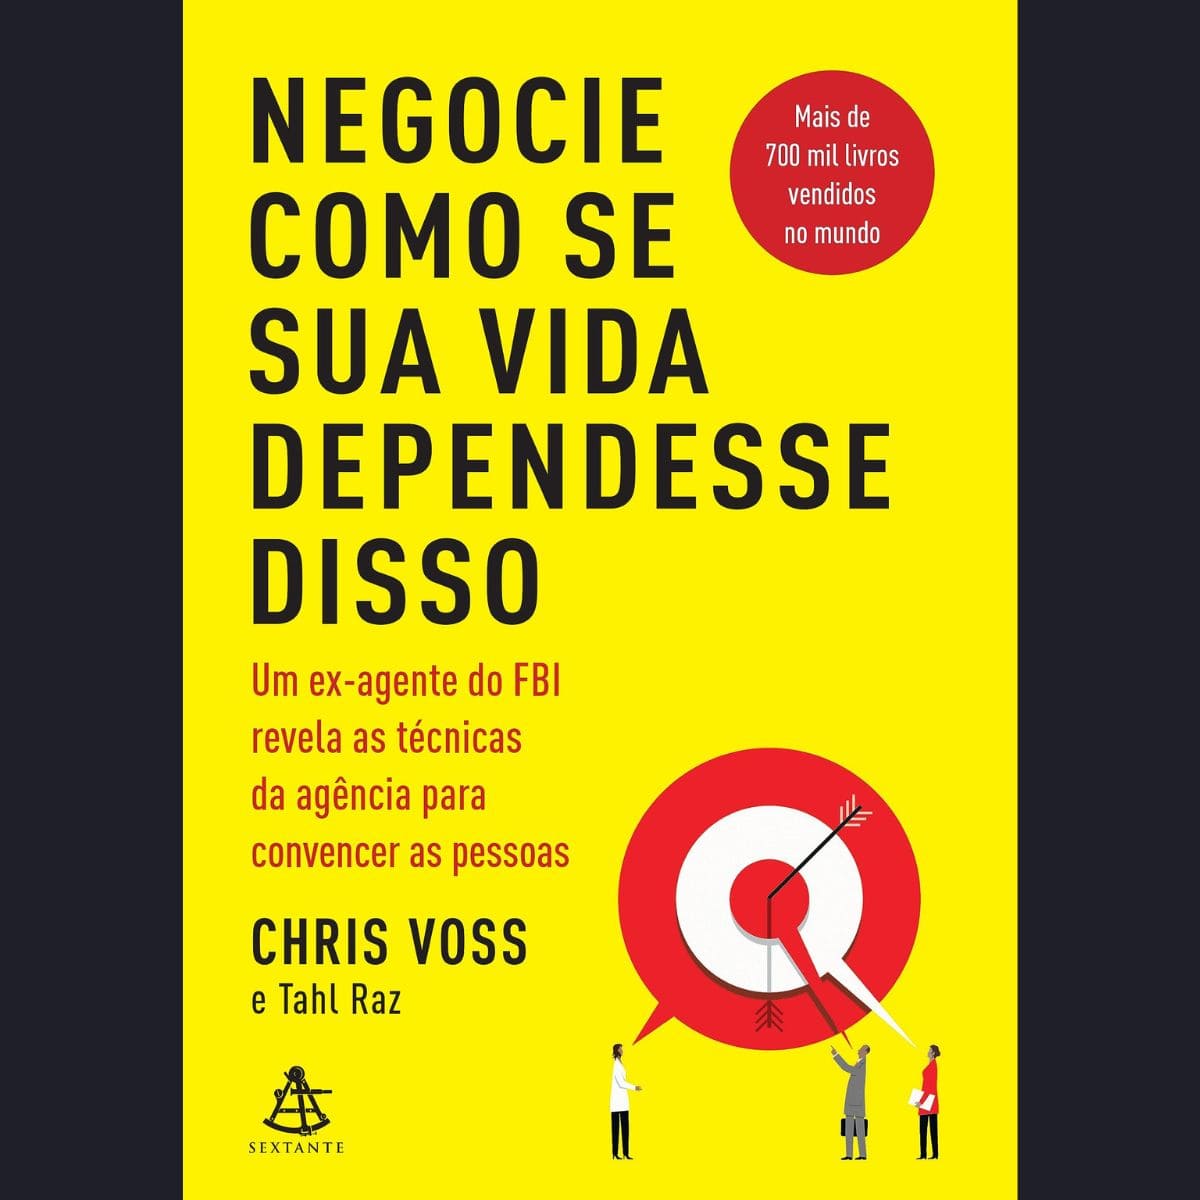 NEGOCIE
COMO SE
SUA VIDA
DEPENDESSE
DISSO
Mais de
700 mil livros
vendidos
no mundo
Um ex-agente do FBI
revela as técnicas
da agência para
convencer as pessoas
CHRIS VOSS
e Tahl Raz
SEXTANTE